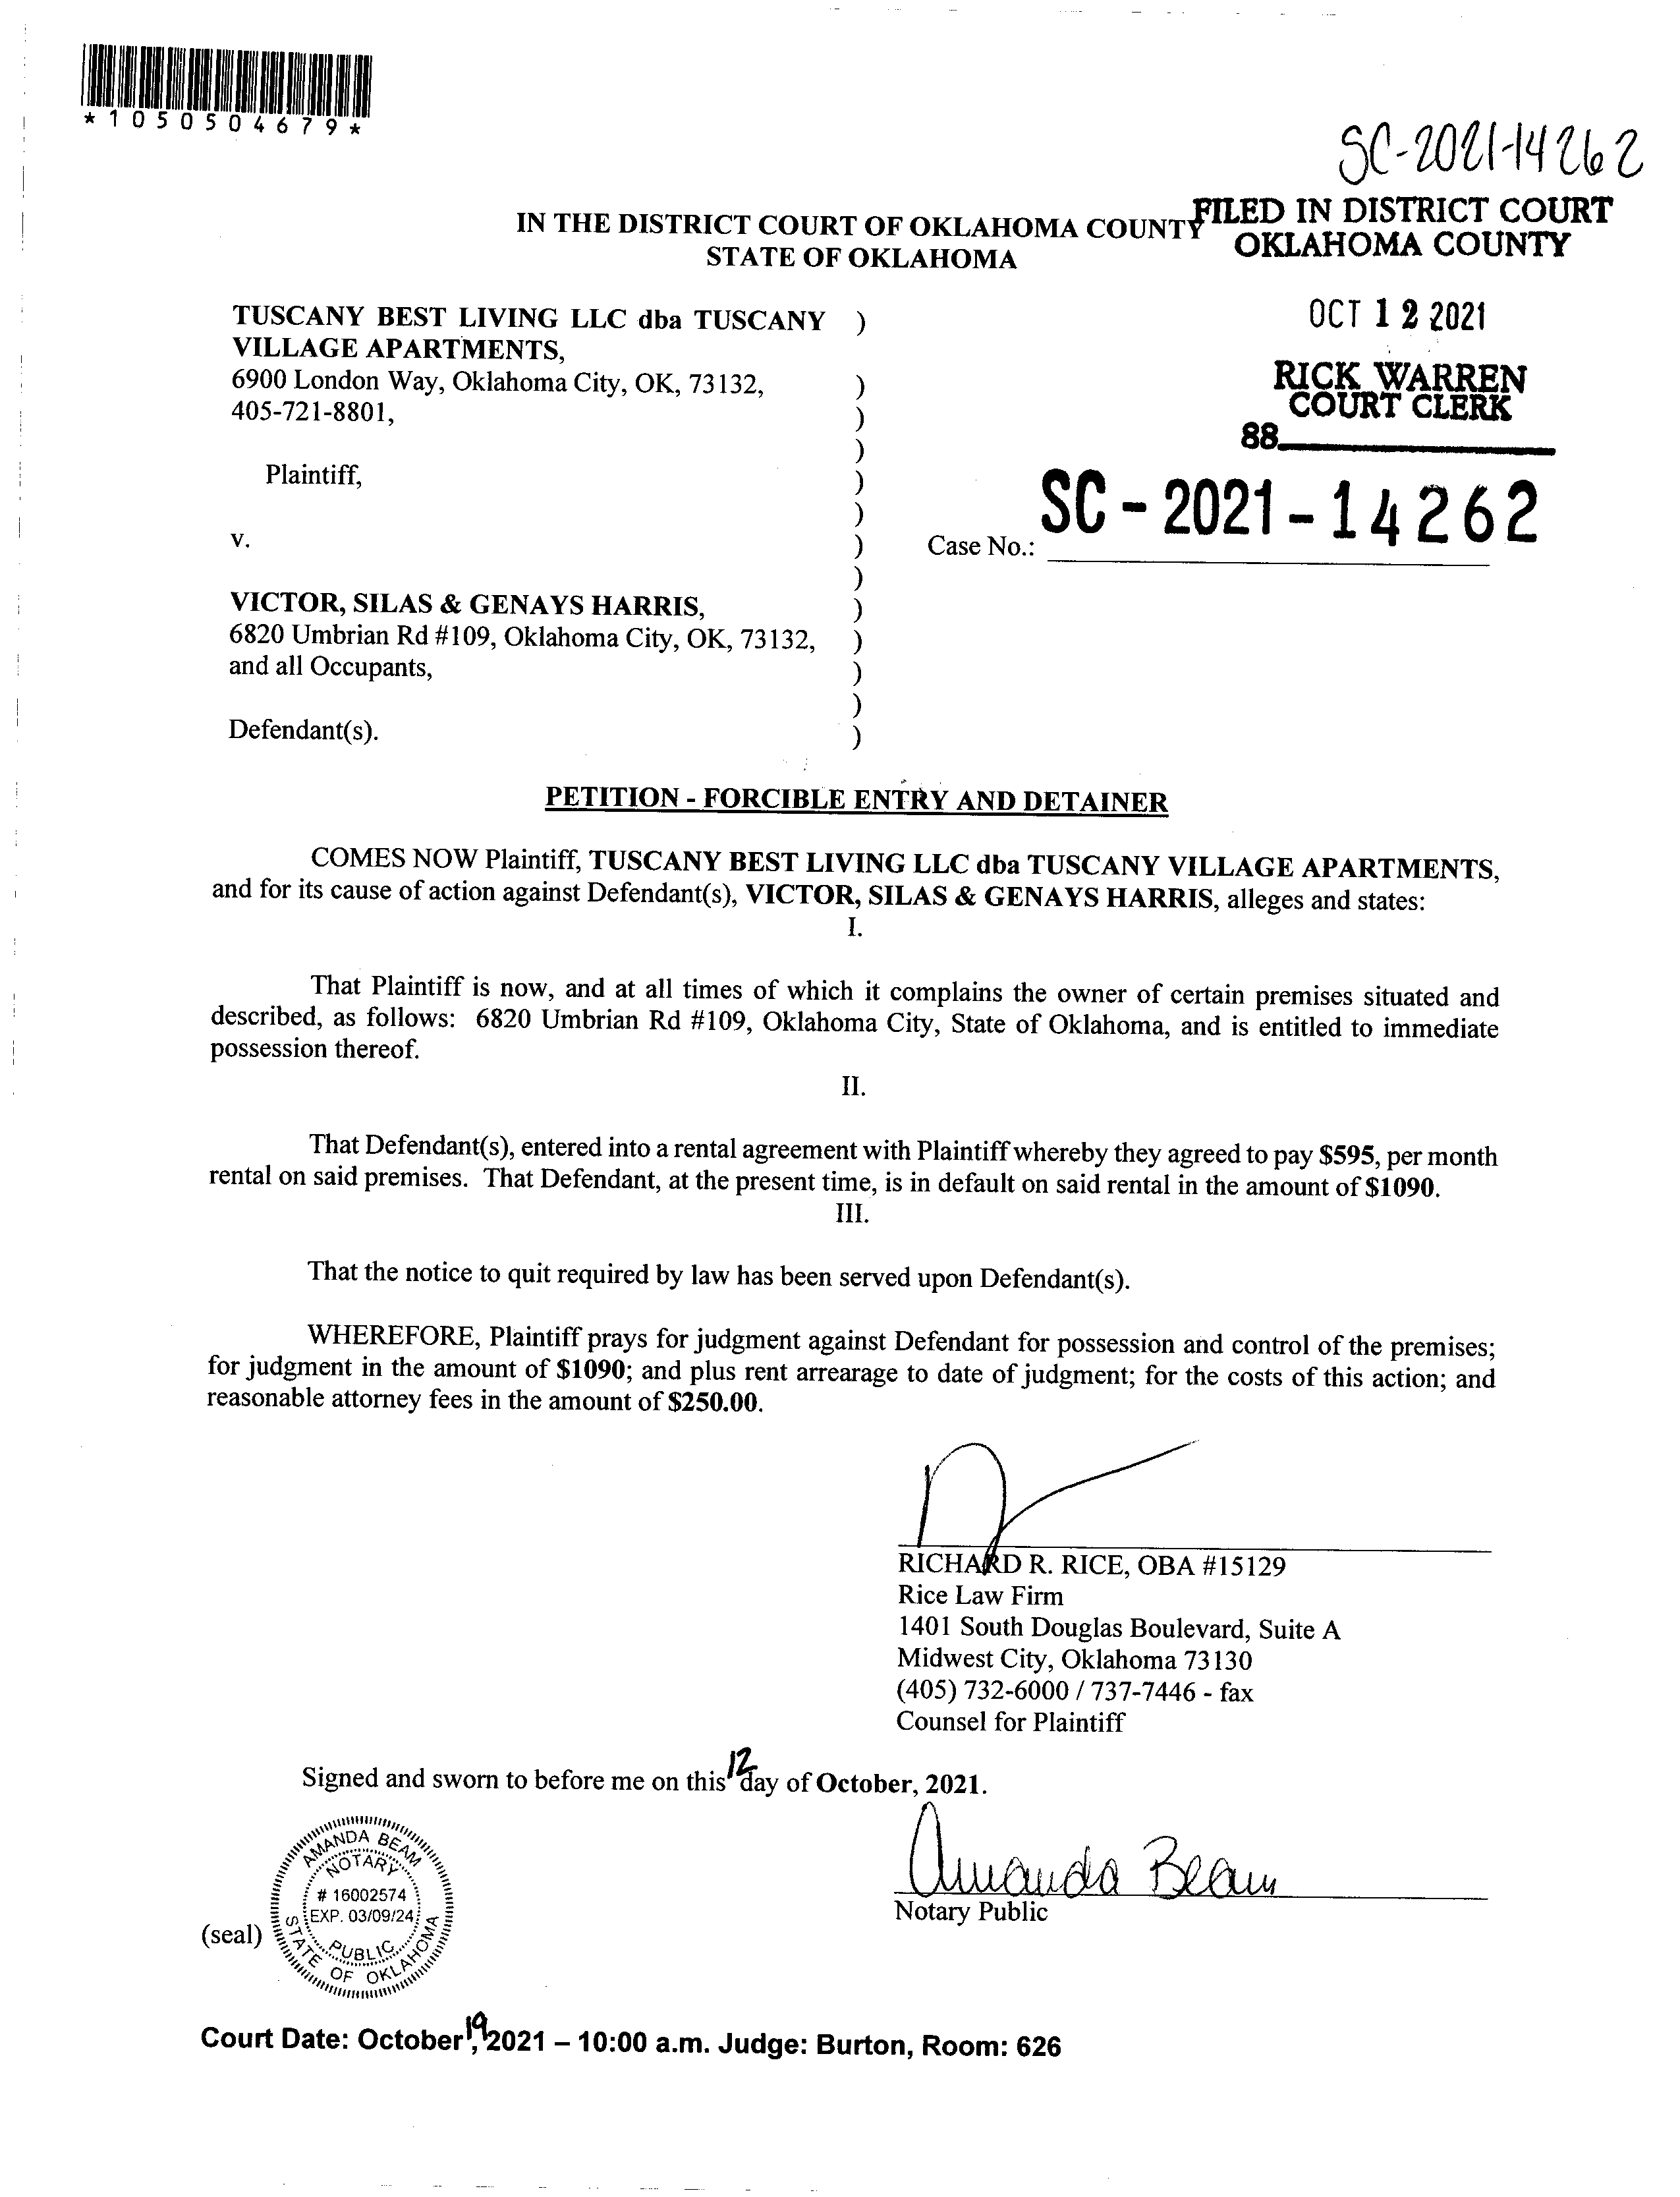 *1050504679*
SC-2021-14262
IN THE DISTRICT COURT OF OKLAHOMA COUNTY
STATE OF OKLAHOMA
FILED IN DISTRICT COURT
OKLAHOMA COUNTY
OCT 12 2021
RICK WARREN
COURT CLERK
88
TUSCANY BEST LIVING LLC dba TUSCANY )
VILLAGE APARTMENTS,
6900 London Way, Oklahoma City, OK, 73132, )
405-721-8801, )
)
Plaintiff, )
)
v. ) Case No.: SC-2021-14262
)
VICTOR, SILAS & GENAYS HARRIS, )
6820 Umbrian Rd #109, Oklahoma City, OK, 73132, )
and all Occupants, )
)
Defendant(s). )
PETITION - FORCIBLE ENTRY AND DETAINER
COMES NOW Plaintiff, TUSCANY BEST LIVING LLC dba TUSCANY VILLAGE APARTMENTS,
and for its cause of action against Defendant(s), VICTOR, SILAS & GENAYS HARRIS, alleges and states:
I.
That Plaintiff is now, and at all times of which it complains the owner of certain premises situated and
described, as follows: 6820 Umbrian Rd #109, Oklahoma City, State of Oklahoma, and is entitled to immediate
possession thereof.
II.
That Defendant(s), entered into a rental agreement with Plaintiff whereby they agreed to pay $595, per month
rental on said premises. That Defendant, at the present time, is in default on said rental in the amount of $1090.
III.
That the notice to quit required by law has been served upon Defendant(s).
WHEREFORE, Plaintiff prays for judgment against Defendant for possession and control of the premises;
for judgment in the amount of $1090; and plus rent arrearage to date of judgment; for the costs of this action; and
reasonable attorney fees in the amount of $250.00.
RICHARD R. RICE, OBA #15129
Rice Law Firm
1401 South Douglas Boulevard, Suite A
Midwest City, Oklahoma 73130
(405) 732-6000 / 737-7446 - fax
Counsel for Plaintiff
Signed and sworn to before me on this 12 day of October, 2021.
Amanda Beam
Notary Public
(seal)
AMANDA BEAM
NOTARY
# 16002574
EXP. 03/09/24
PUBLIC
STATE OF OKLAHOMA
Court Date: October 19, 2021 – 10:00 a.m. Judge: Burton, Room: 626